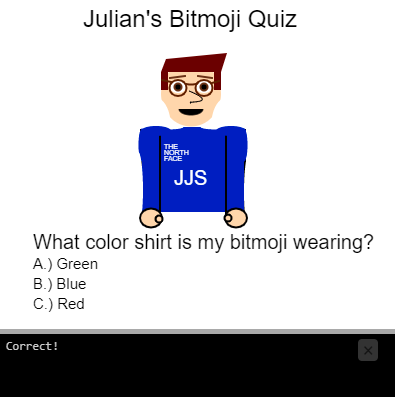 Julian's Bitmoji Quiz
THE
NORTH
FACE
JJS
What color shirt is my bitmoji wearing?
A.) Green
B.) Blue
C.) Red
Correct!